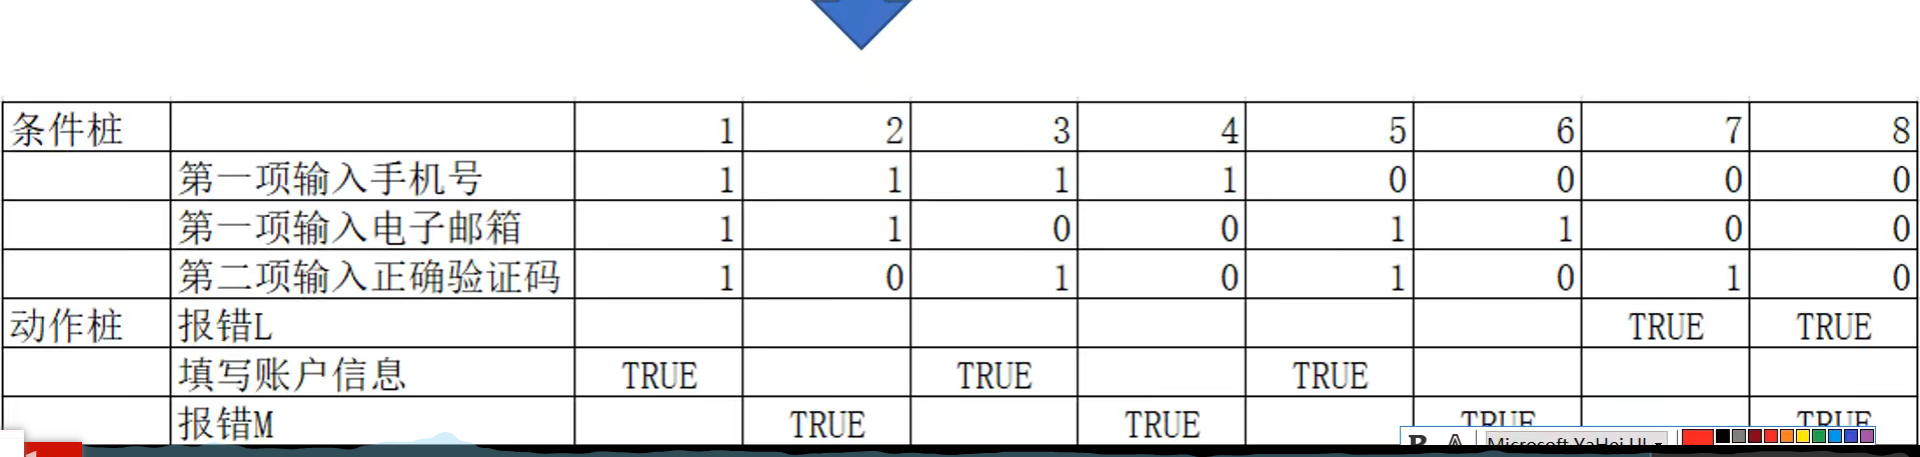 条件桩 1 2 3 4 5 6 7 8
第一项输入手机号 1 1 1 1 0 0 0 0
第一项输入电子邮箱 1 1 0 0 1 1 0 0
第二项输入正确验证码 1 0 1 0 1 0 1 0
动作桩 报错L TRUE TRUE
填写账户信息 TRUE TRUE TRUE
报错M TRUE TRUE TRUE TRUE
B A Microsoft YaHei UI